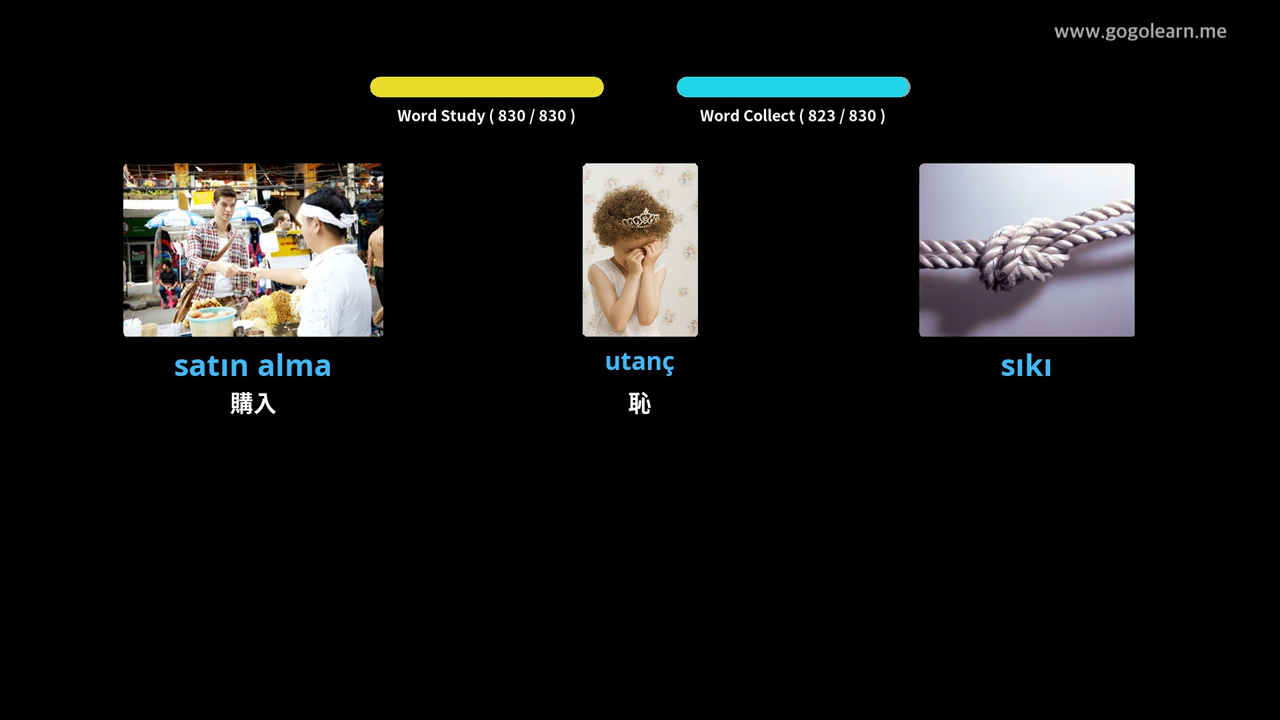 www.gogolearn.me
Word Study ( 830 / 830 )
Word Collect ( 823 / 830 )
satın alma
購入
utanç
恥
sıkı